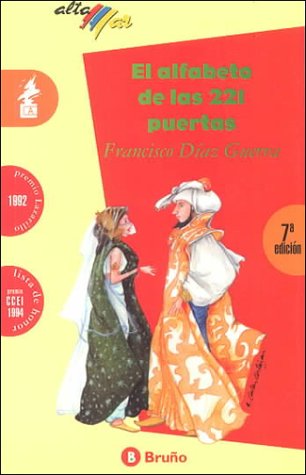 alta
mar
El alfabeto
de las 221
puertas
Francisco Díaz Guerra
premio Lazarillo
1992
7ª
edición
lista de honor
premio
CCEI
1994
B Bruño